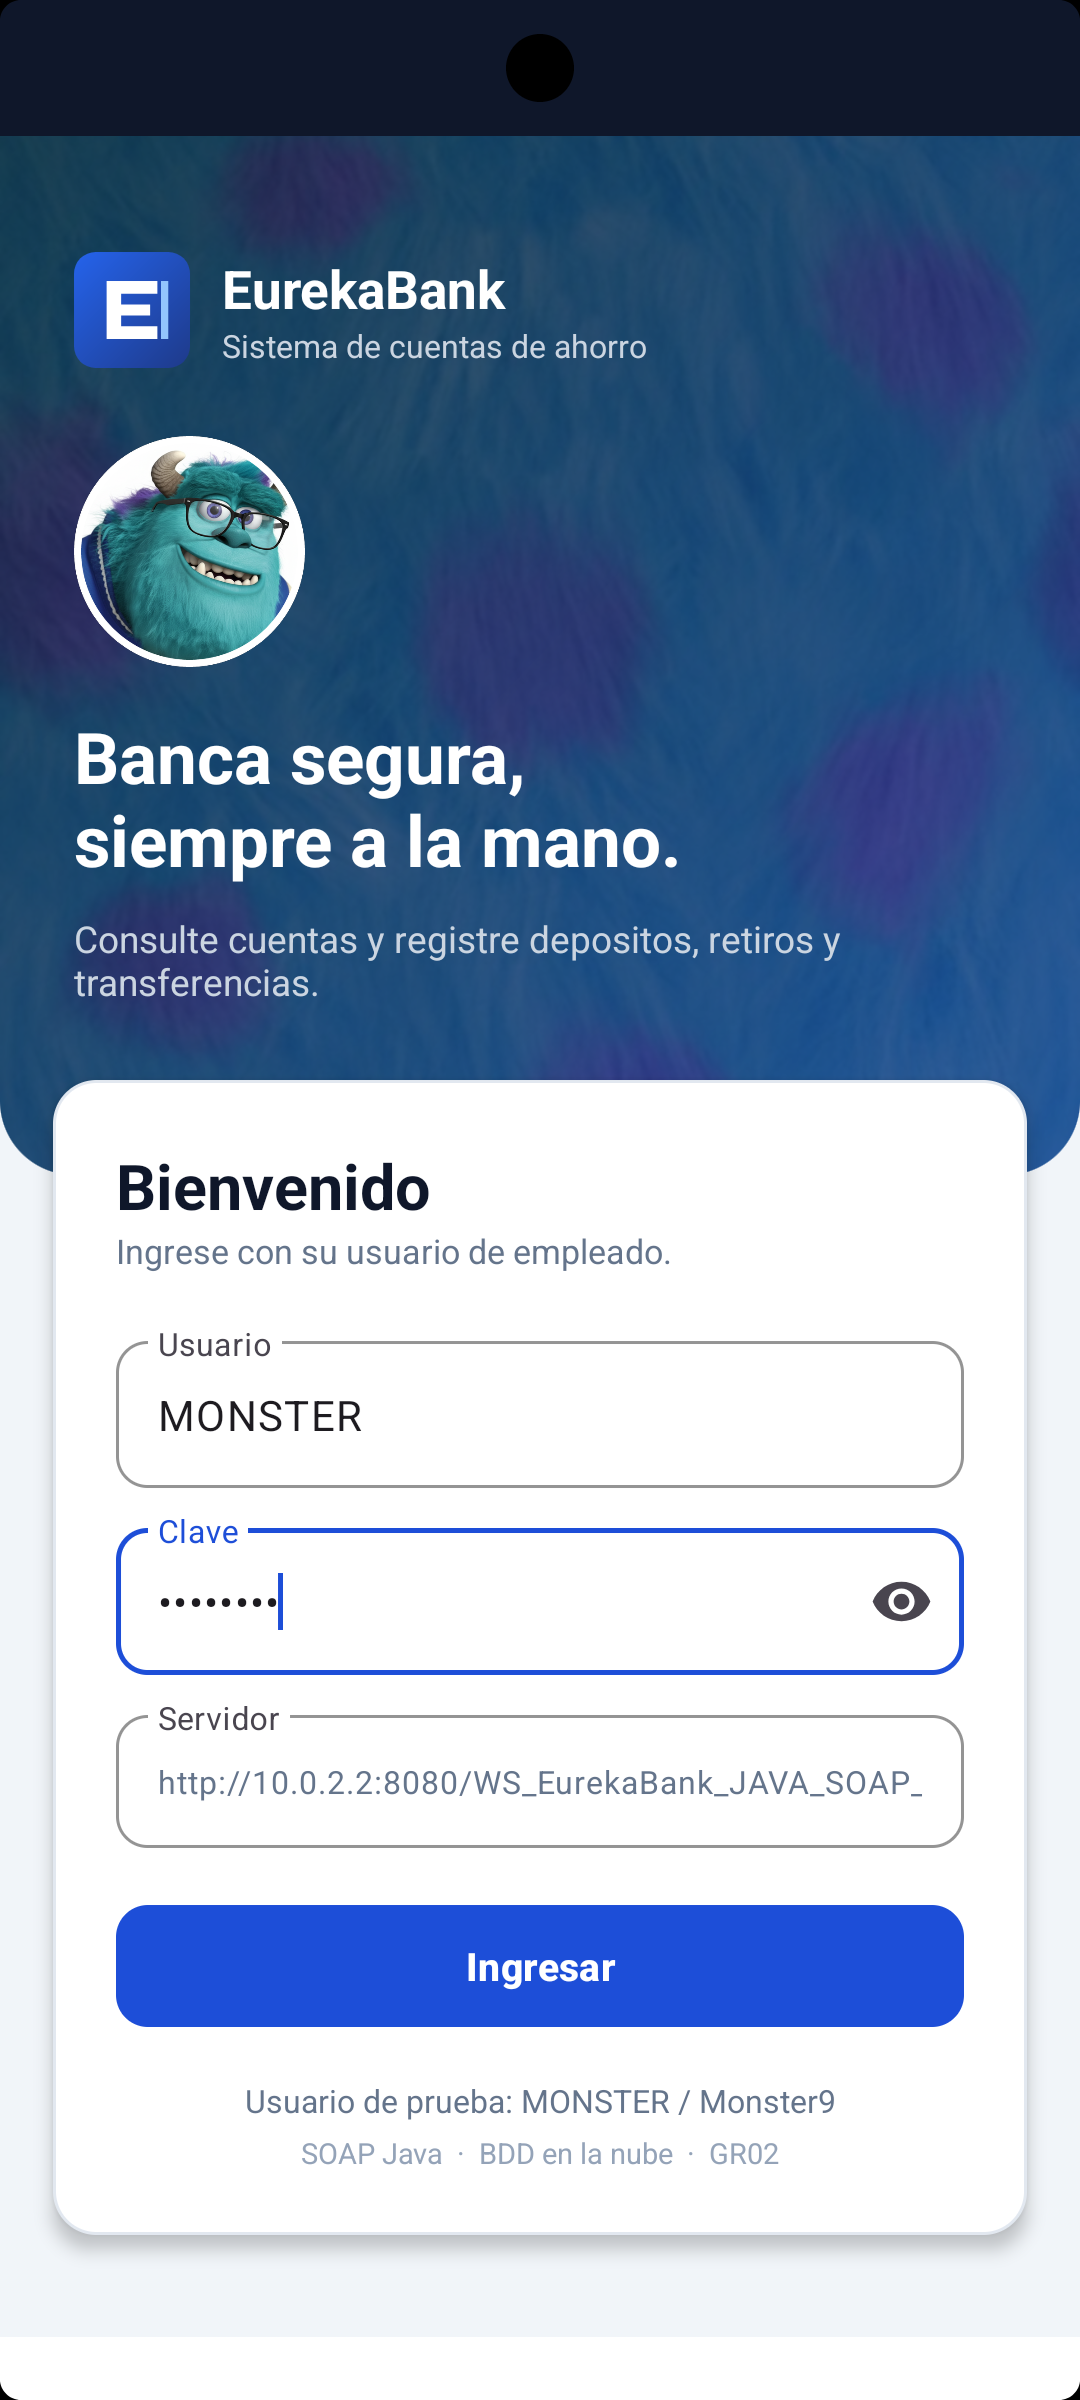 E
EurekaBank
Sistema de cuentas de ahorro
Banca segura,
siempre a la mano.
Consulte cuentas y registre depositos, retiros y
transferencias.
Bienvenido
Ingrese con su usuario de empleado.
Usuario
MONSTER
Clave
••••••••
Servidor
http://10.0.2.2:8080/WS_EurekaBank_JAVA_SOAP_
Ingresar
Usuario de prueba: MONSTER / Monster9
SOAP Java · BDD en la nube · GR02